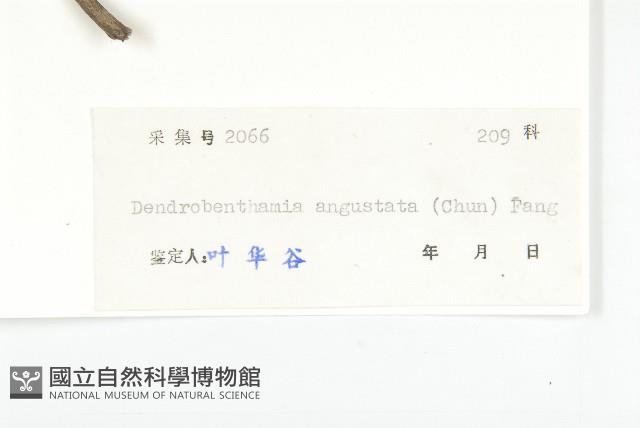 采集号 2066 209 科
Dendrobenthamia angustata (Chun) Fang
鉴定人:叶华谷 年 月 日
國立自然科學博物館
NATIONAL MUSEUM OF NATURAL SCIENCE